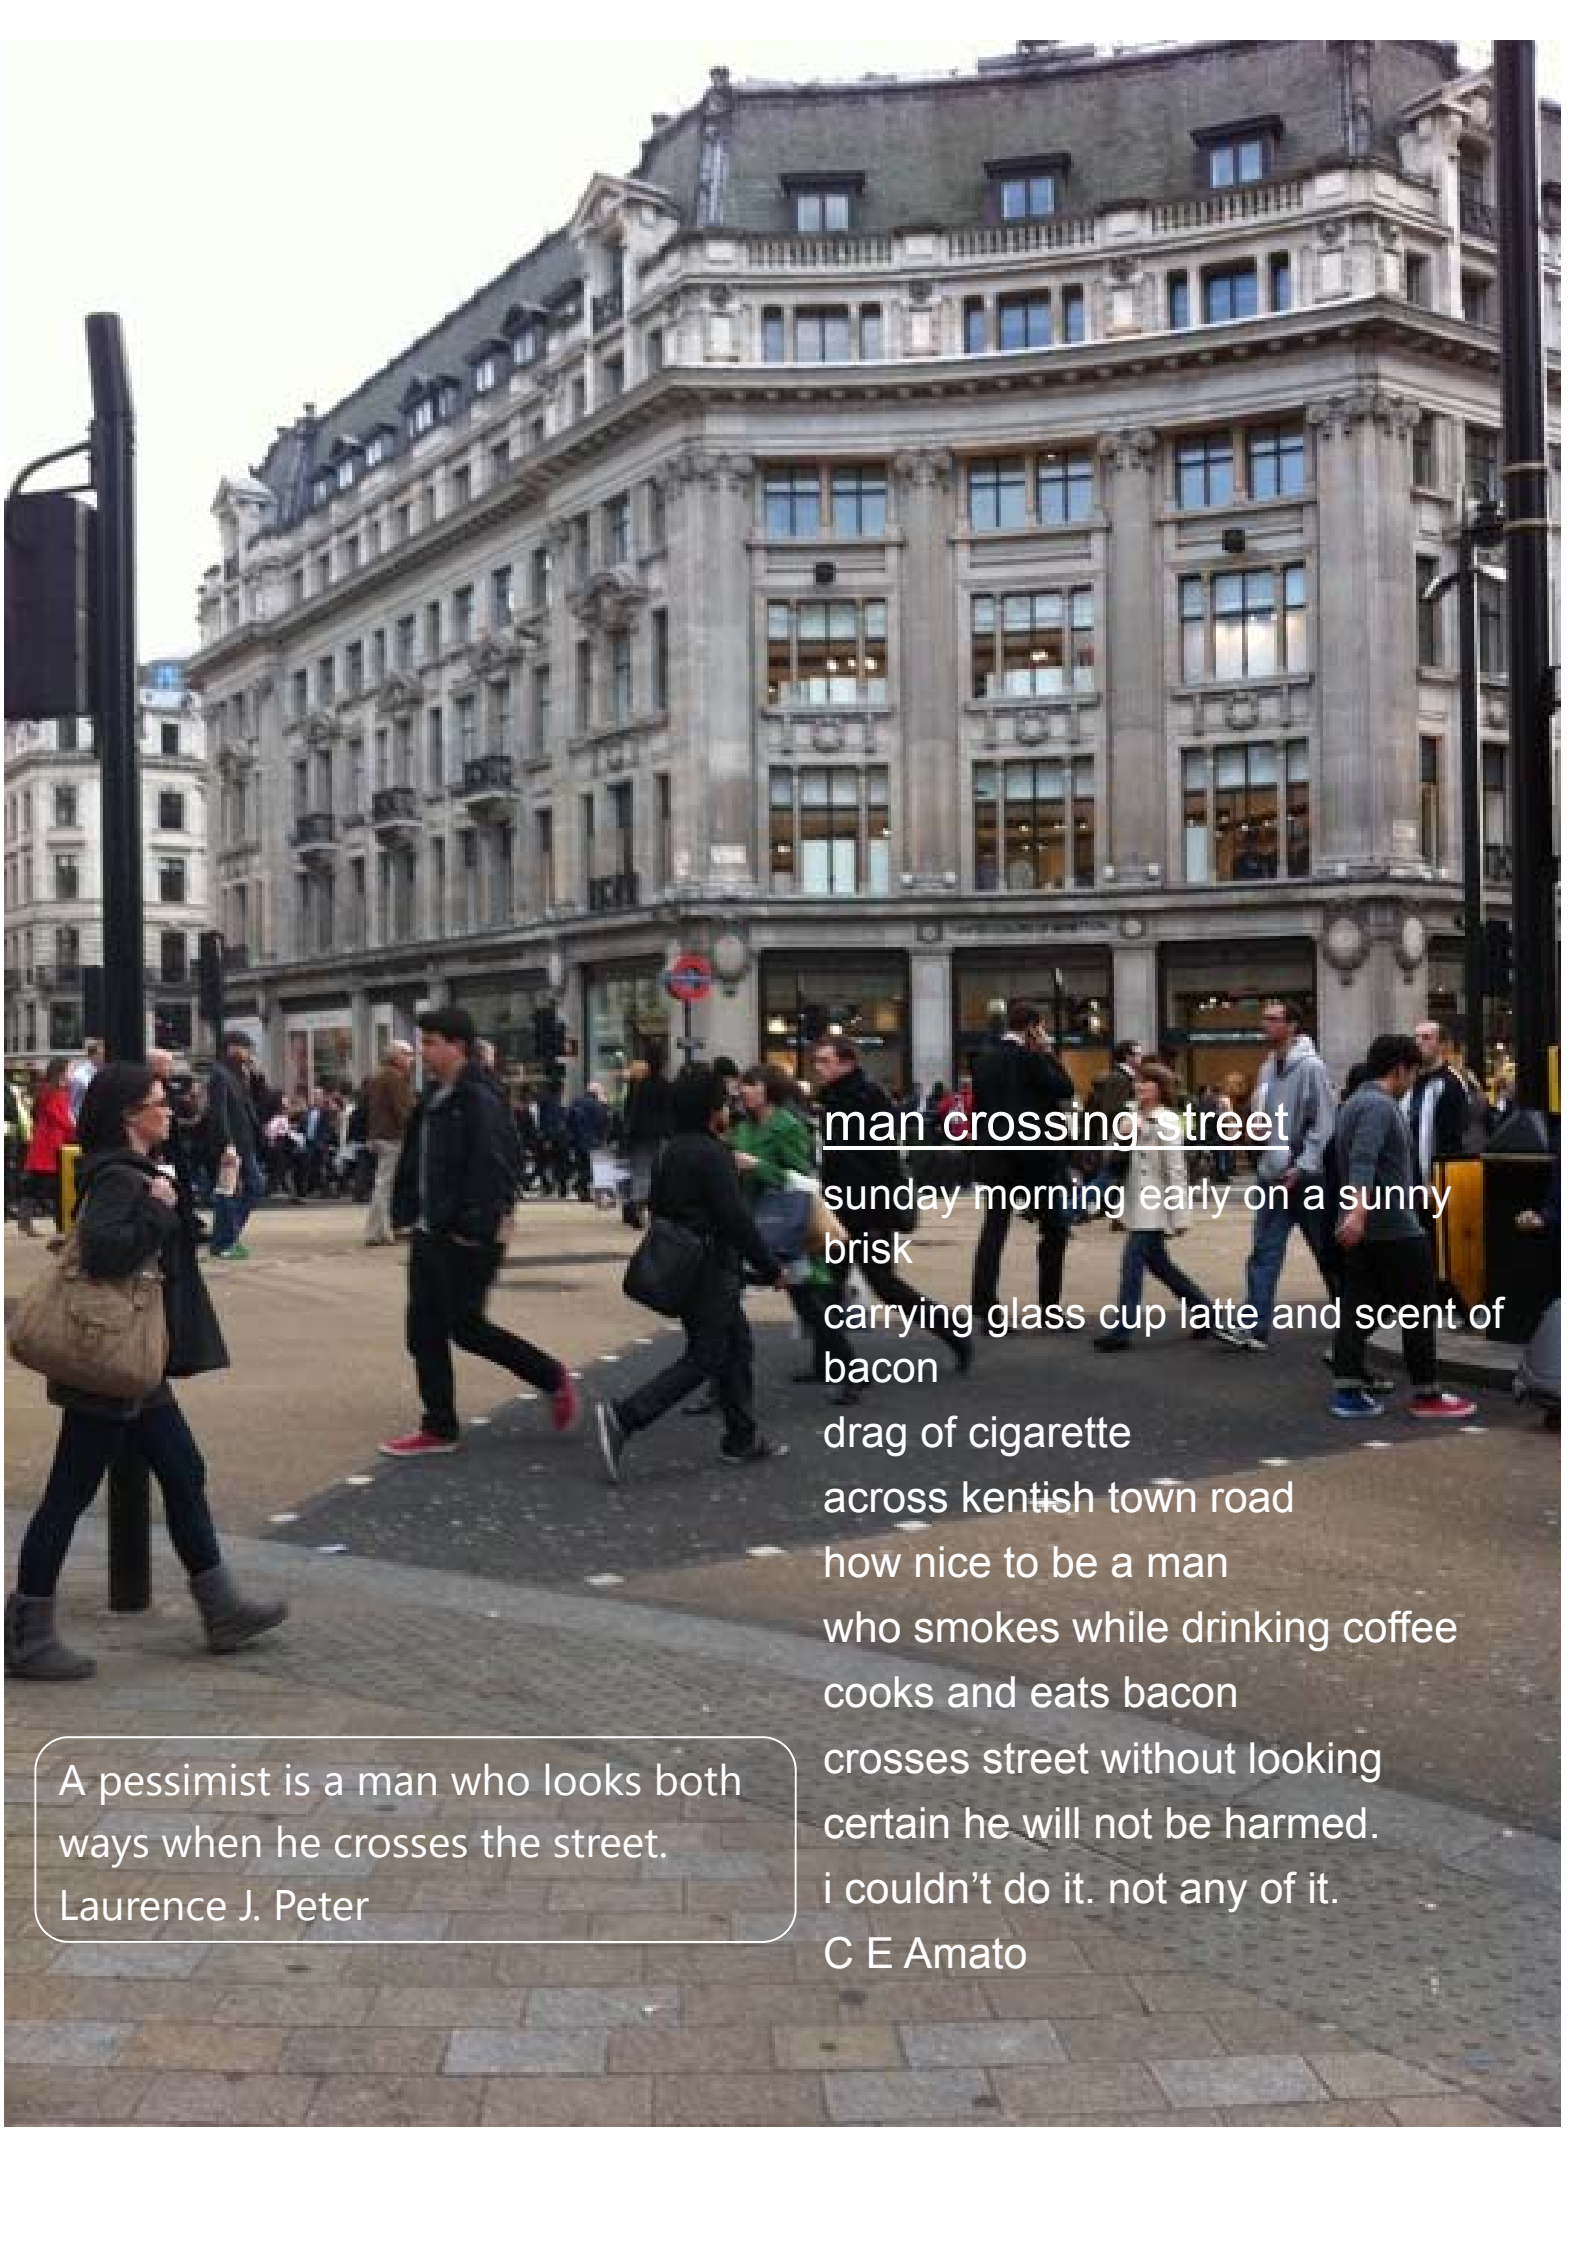 man crossing street
sunday morning early on a sunny
brisk
carrying glass cup latte and scent of
bacon
drag of cigarette
across kentish town road
how nice to be a man
who smokes while drinking coffee
cooks and eats bacon
crosses street without looking
certain he will not be harmed.
i couldn’t do it. not any of it.
C E Amato
A pessimist is a man who looks both
ways when he crosses the street.
Laurence J. Peter